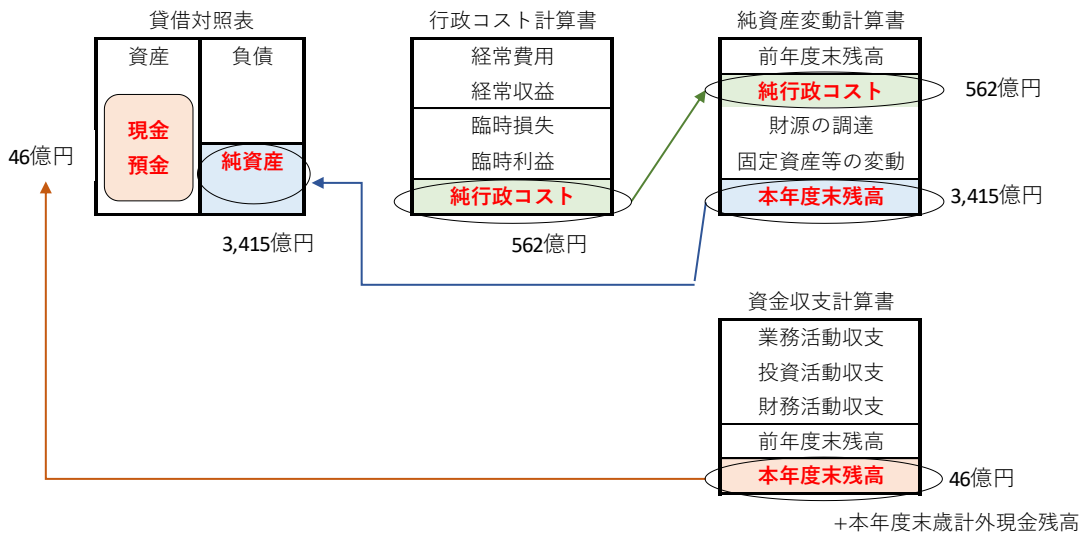 貸借対照表
資産
負債
現金
預金
純資産
46億円
3,415億円
行政コスト計算書
経常費用
経常収益
臨時損失
臨時利益
純行政コスト
562億円
純資産変動計算書
前年度末残高
純行政コスト
562億円
財源の調達
固定資産等の変動
本年度末残高
3,415億円
資金収支計算書
業務活動収支
投資活動収支
財務活動収支
前年度末残高
本年度末残高
46億円
+本年度末歳計外現金残高